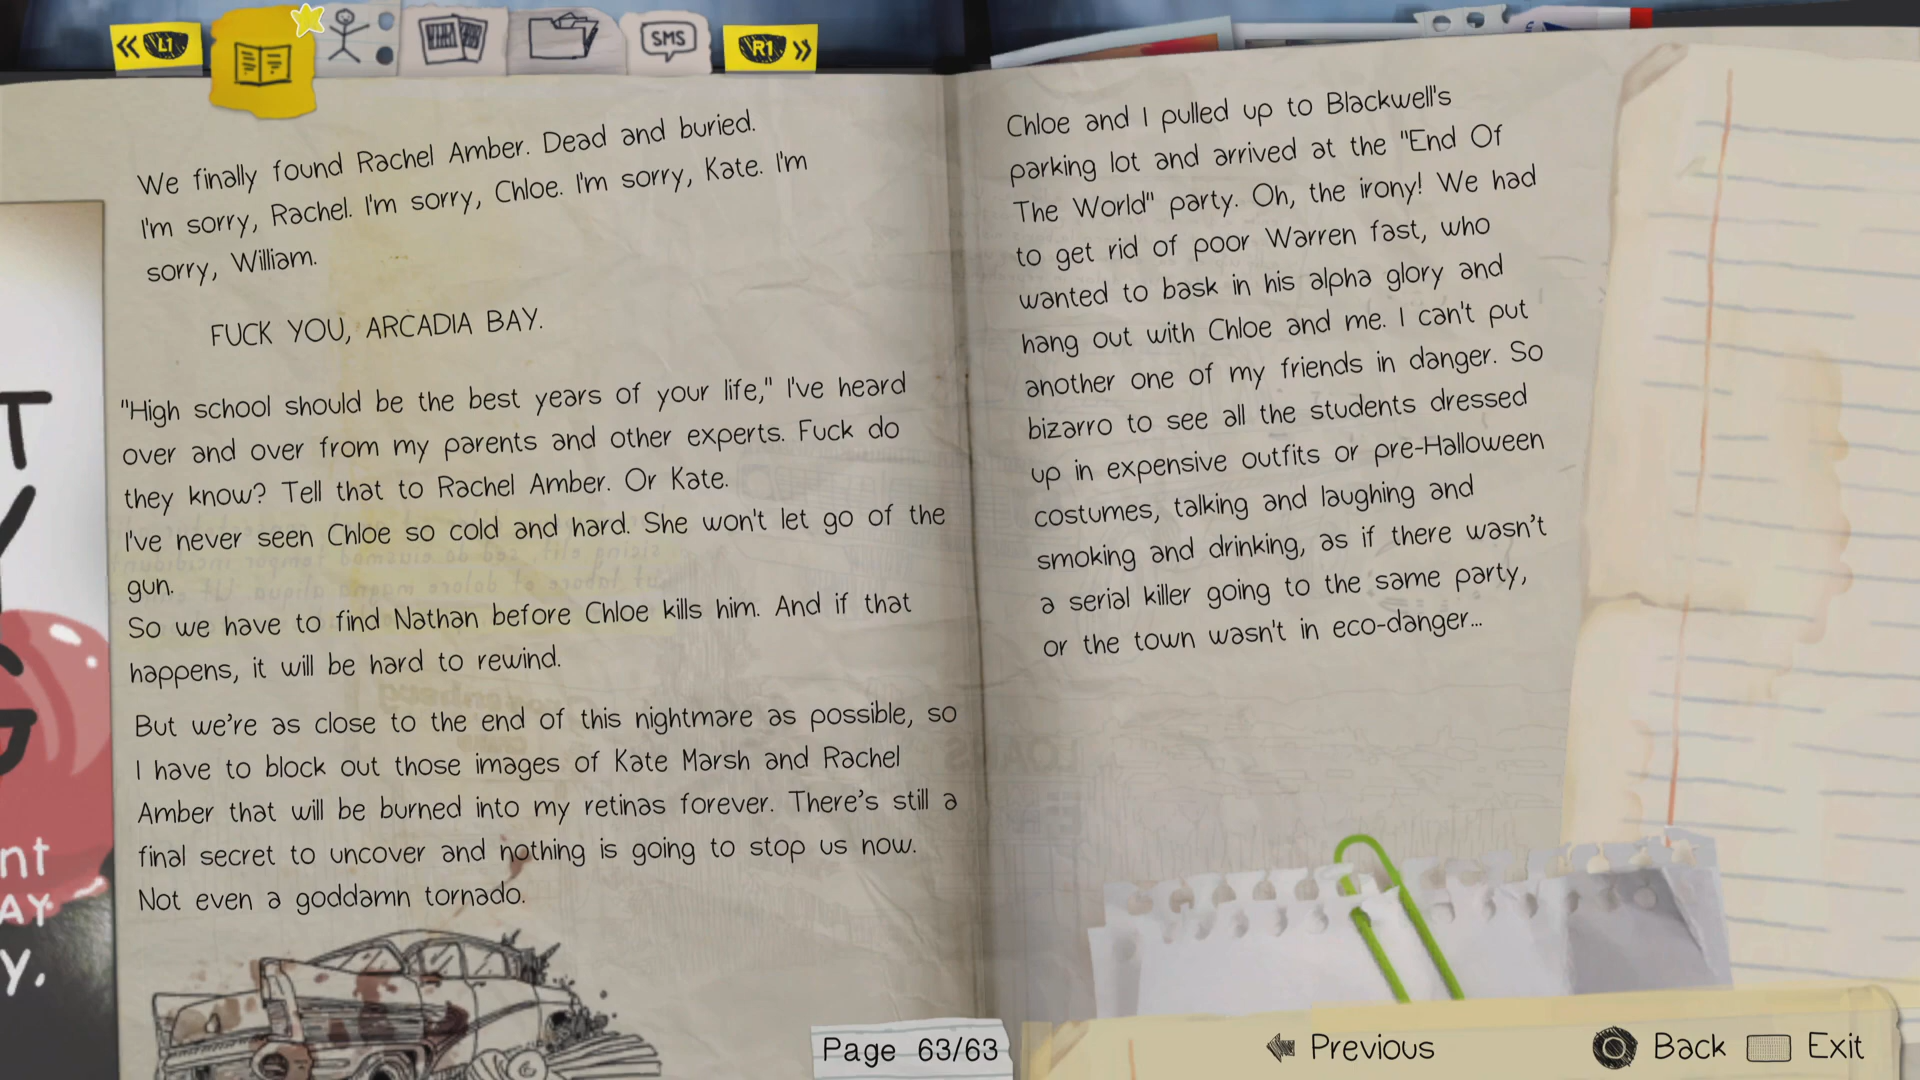 L1
SMS
R1
We finally found Rachel Amber. Dead and buried.
I'm sorry, Rachel. I'm sorry, Chloe. I'm sorry, Kate. I'm
sorry, William.
FUCK YOU, ARCADIA BAY.
"High school should be the best years of your life," I've heard
over and over from my parents and other experts. Fuck do
they know? Tell that to Rachel Amber. Or Kate.
I've never seen Chloe so cold and hard. She won't let go of the
gun.
So we have to find Nathan before Chloe kills him. And if that
happens, it will be hard to rewind.
But we're as close to the end of this nightmare as possible, so
I have to block out those images of Kate Marsh and Rachel
Amber that will be burned into my retinas forever. There's still a
final secret to uncover and nothing is going to stop us now.
Not even a goddamn tornado.
Chloe and I pulled up to Blackwell's
parking lot and arrived at the "End Of
The World" party. Oh, the irony! We had
to get rid of poor Warren fast, who
wanted to bask in his alpha glory and
hang out with Chloe and me. I can't put
another one of my friends in danger. So
bizarro to see all the students dressed
up in expensive outfits or pre-Halloween
costumes, talking and laughing and
smoking and drinking, as if there wasn't
a serial killer going to the same party,
or the town wasn't in eco-danger...
T
Y
G
nt
AY
y.
Page 63/63
Previous
Back
Exit